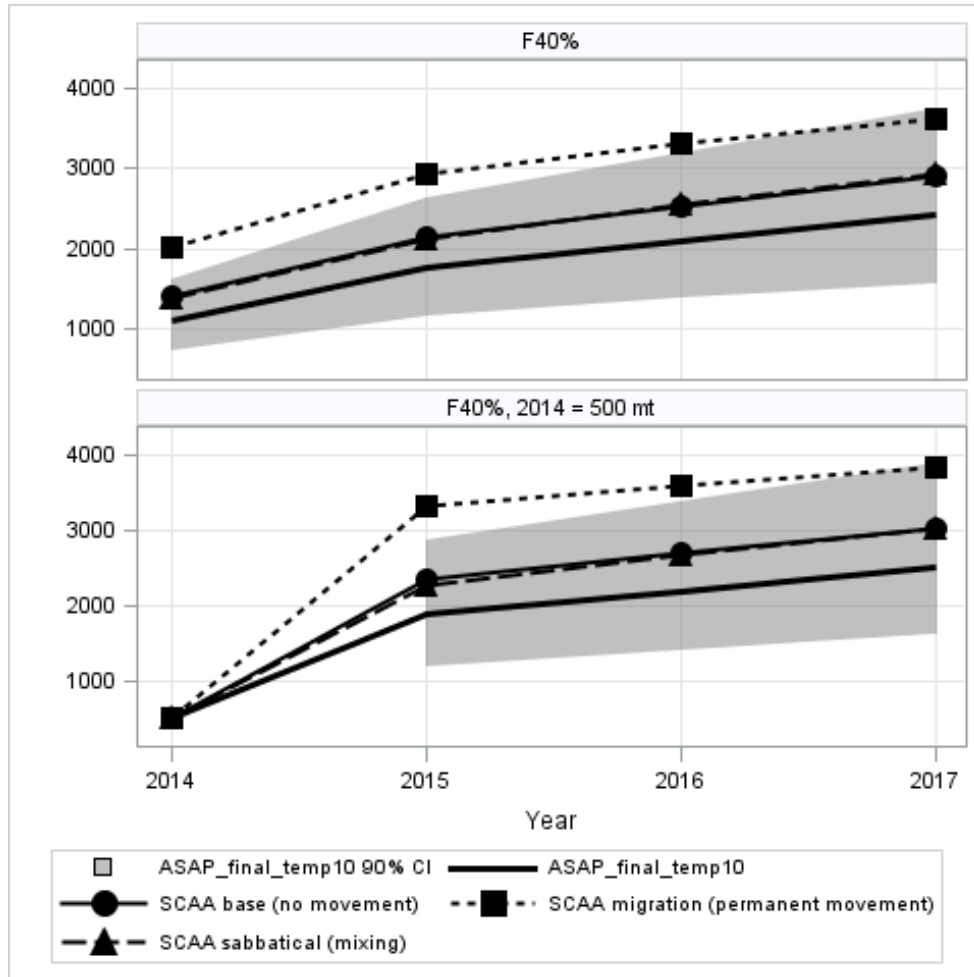 F40%
4000
3000
2000
1000
F40%, 2014 = 500 mt
4000
3000
2000
1000
2014 2015 2016 2017
Year
ASAP_final_temp10 90% CI ASAP_final_temp10
SCAA base (no movement) SCAA migration (permanent movement)
SCAA sabbatical (mixing)